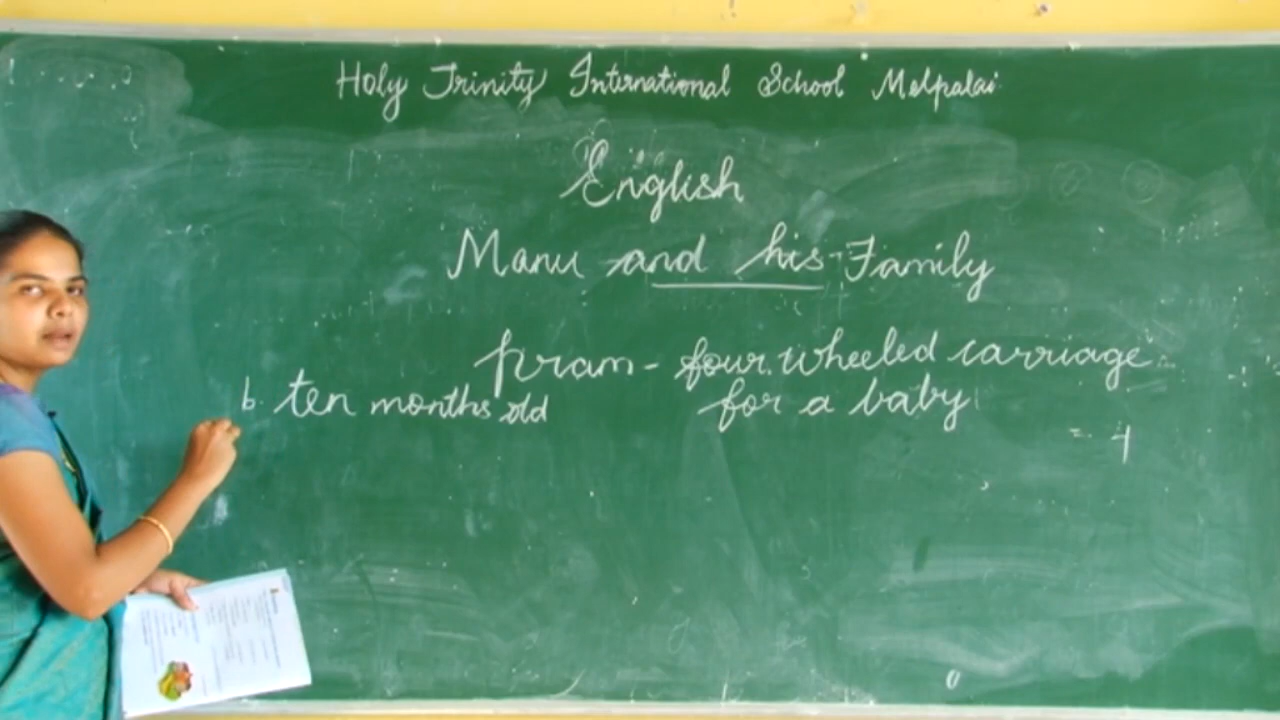 Holy Trinity International School Melpalai
English
Manu and his Family
pram - four wheeled carriage
for a baby
b. ten months old